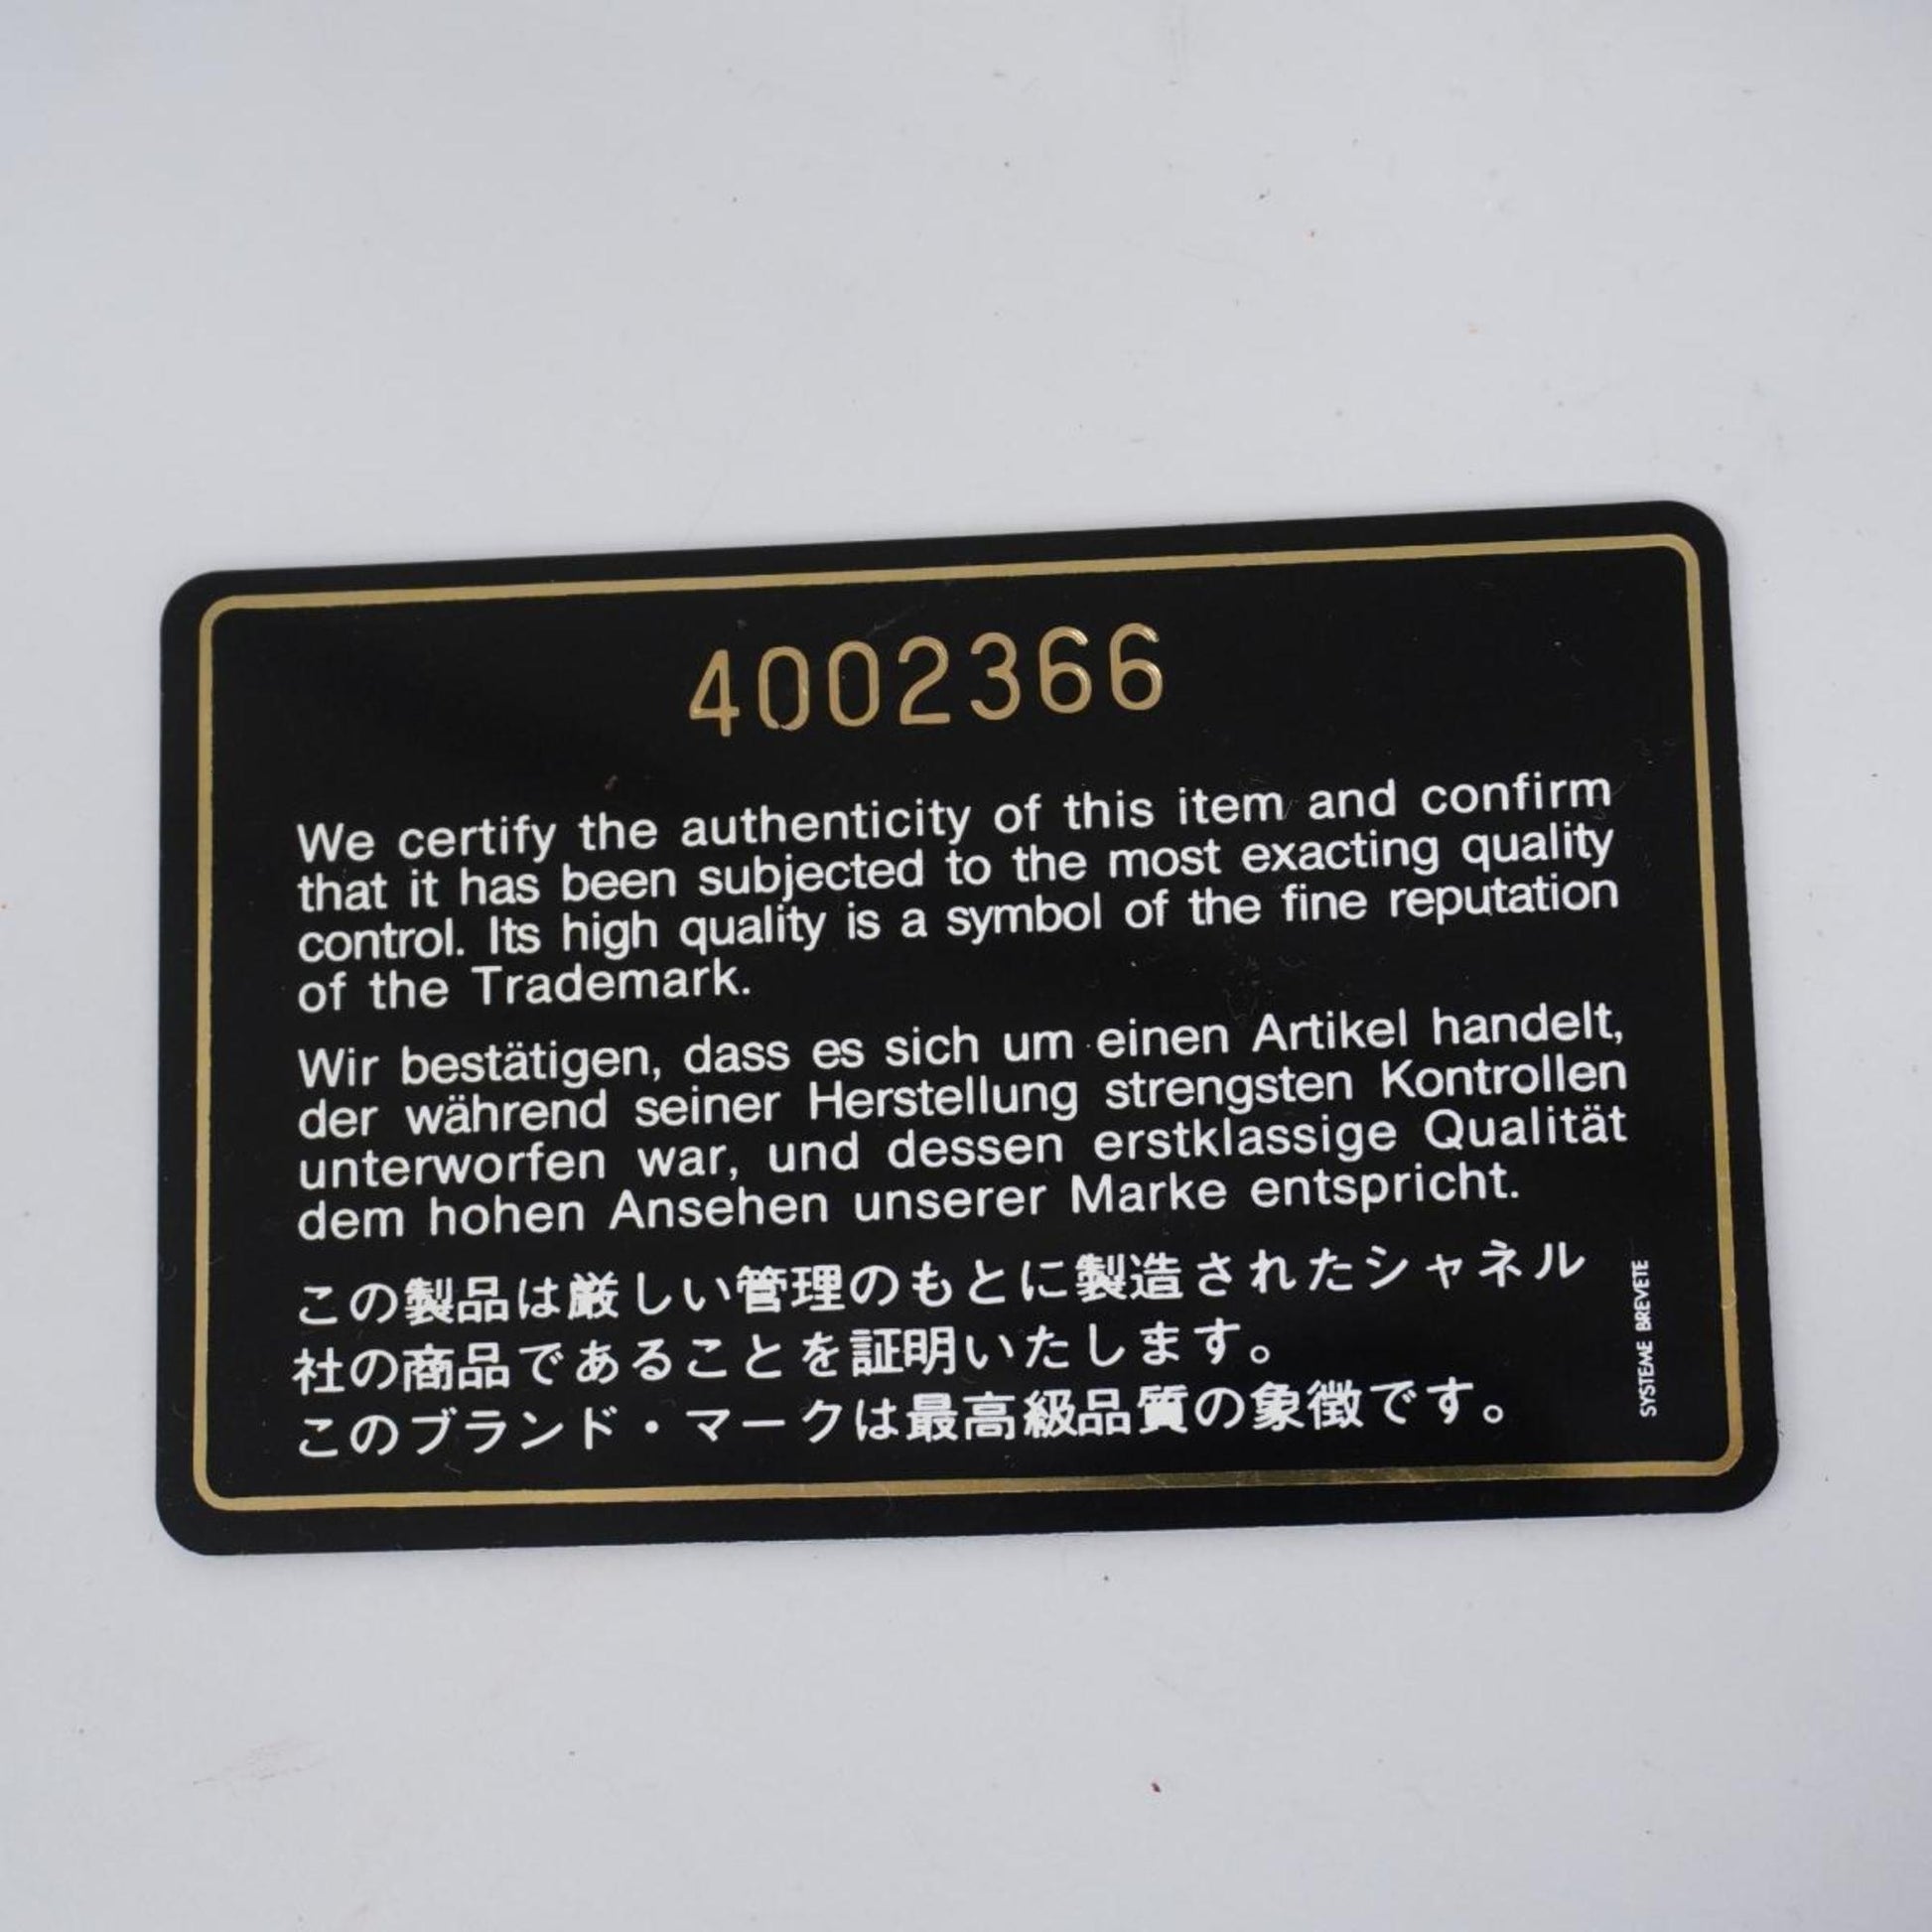 4002366
We certify the authenticity of this item and confirm
that it has been subjected to the most exacting quality
control. Its high quality is a symbol of the fine reputation
of the Trademark.
Wir bestätigen, dass es sich um einen Artikel handelt,
der während seiner Herstellung strengsten Kontrollen
unterworfen war, und dessen erstklassige Qualität
dem hohen Ansehen unserer Marke entspricht.
この製品は厳しい管理のもとに製造されたシャネル
社の商品であることを証明いたします。
このブランド・マークは最高級品質の象徴です。
SYSTEME BREVETE